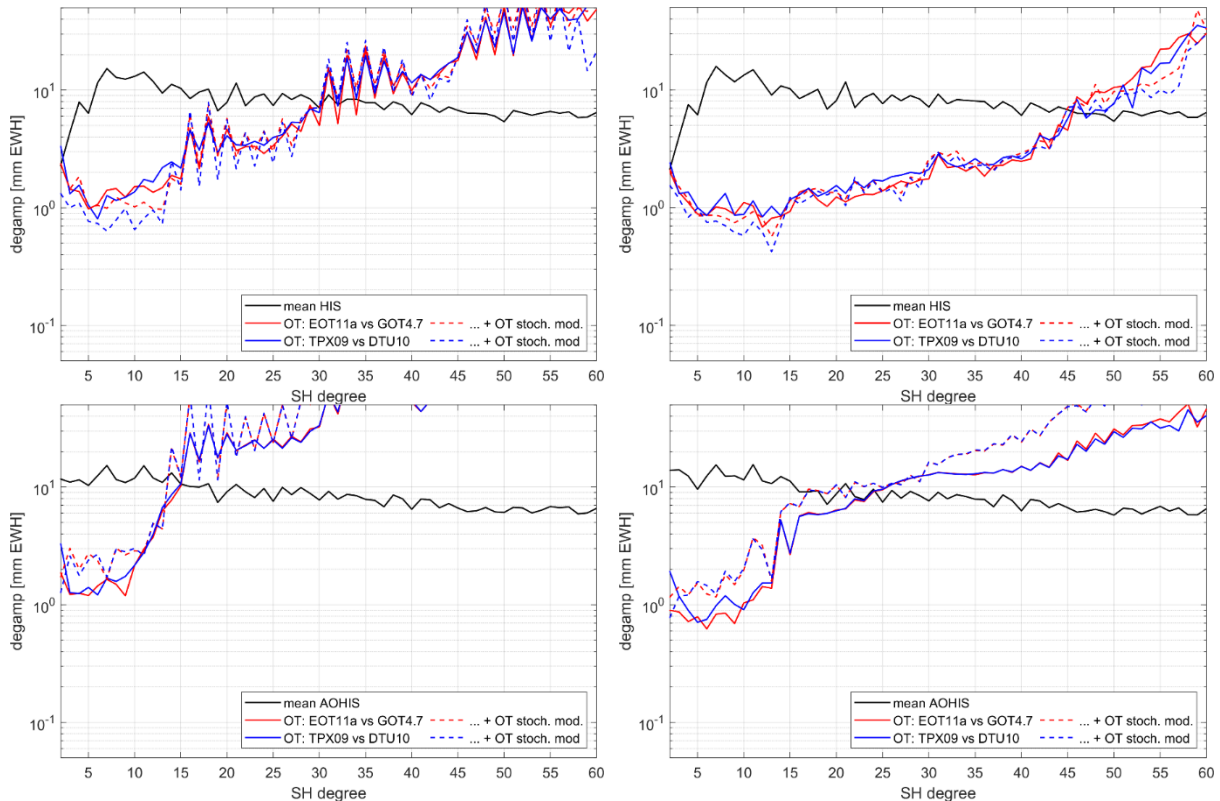 degamp [mm EWH]
10^1
10^0
10^-1
mean HIS
OT: EOT11a vs GOT4.7 ... + OT stoch. mod.
OT: TPX09 vs DTU10 ... + OT stoch. mod
5 10 15 20 25 30 35 40 45 50 55 60
SH degree
degamp [mm EWH]
10^1
10^0
10^-1
mean HIS
OT: EOT11a vs GOT4.7 ... + OT stoch. mod.
OT: TPX09 vs DTU10 ... + OT stoch. mod
5 10 15 20 25 30 35 40 45 50 55 60
SH degree
degamp [mm EWH]
10^1
10^0
10^-1
mean AOHIS
OT: EOT11a vs GOT4.7 ... + OT stoch. mod.
OT: TPX09 vs DTU10 ... + OT stoch. mod
5 10 15 20 25 30 35 40 45 50 55 60
SH degree
degamp [mm EWH]
10^1
10^0
10^-1
mean AOHIS
OT: EOT11a vs GOT4.7 ... + OT stoch. mod.
OT: TPX09 vs DTU10 ... + OT stoch. mod
5 10 15 20 25 30 35 40 45 50 55 60
SH degree